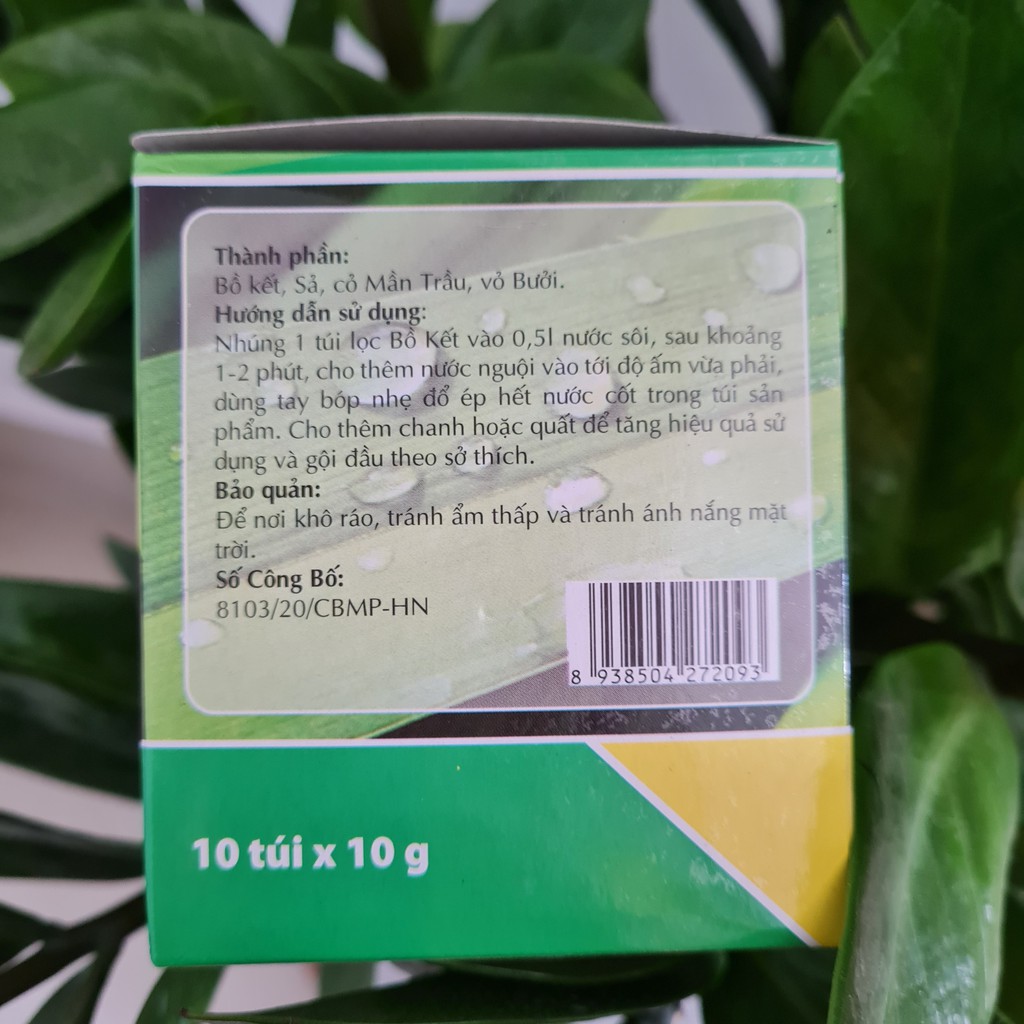 Thành phần:
Bồ kết, Sả, cỏ Mần Trầu, vỏ Bưởi.
Hướng dẫn sử dụng:
Nhúng 1 túi lọc Bồ Kết vào 0,5l nước sôi, sau khoảng
1-2 phút, cho thêm nước nguội vào tới độ ấm vừa phải,
dùng tay bóp nhẹ đổ ép hết nước cốt trong túi sản
phẩm. Cho thêm chanh hoặc quất để tăng hiệu quả sử
dụng và gội đầu theo sở thích.
Bảo quản:
Để nơi khô ráo, tránh ẩm thấp và tránh ánh nắng mặt
trời.
Số Công Bố:
8103/20/CBMP-HN
8 938504 272093
10 túi x 10 g